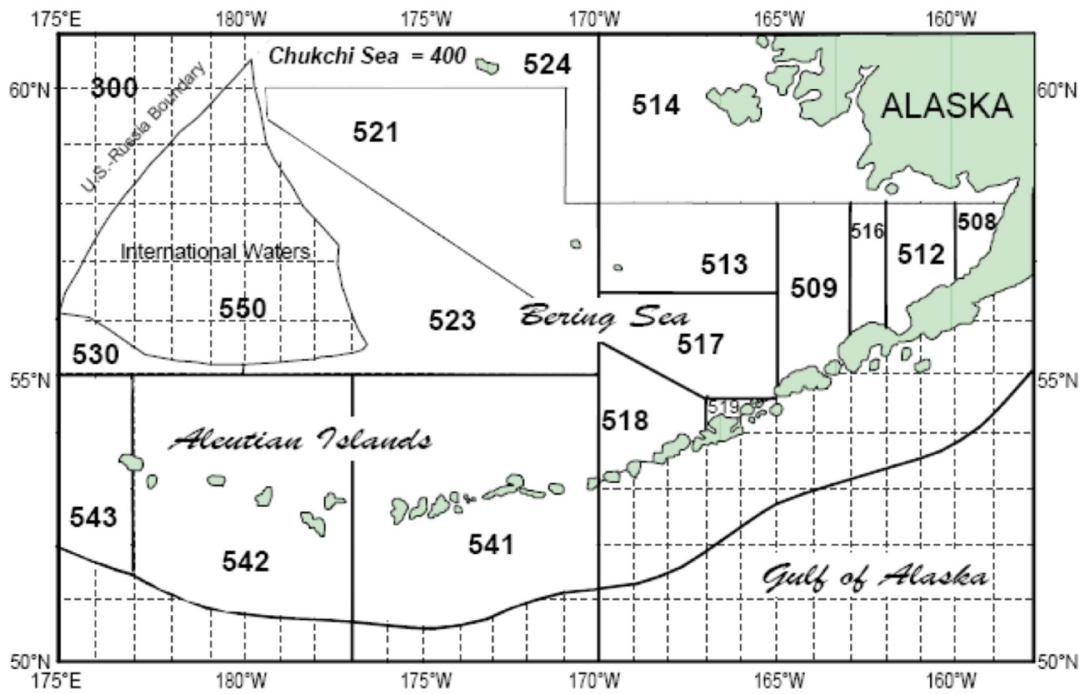 175°E 180°W 175°W 170°W 165°W 160°W
Chukchi Sea = 400
524
300
60°N
60°N
514
ALASKA
521
U.S.-Russia Boundary
516
508
International Waters
513
512
509
550
523
Bering Sea
517
530
55°N
55°N
519
518
Aleutian Islands
543
541
542
Gulf of Alaska
50°N
50°N
175°E 180°W 175°W 170°W 165°W 160°W